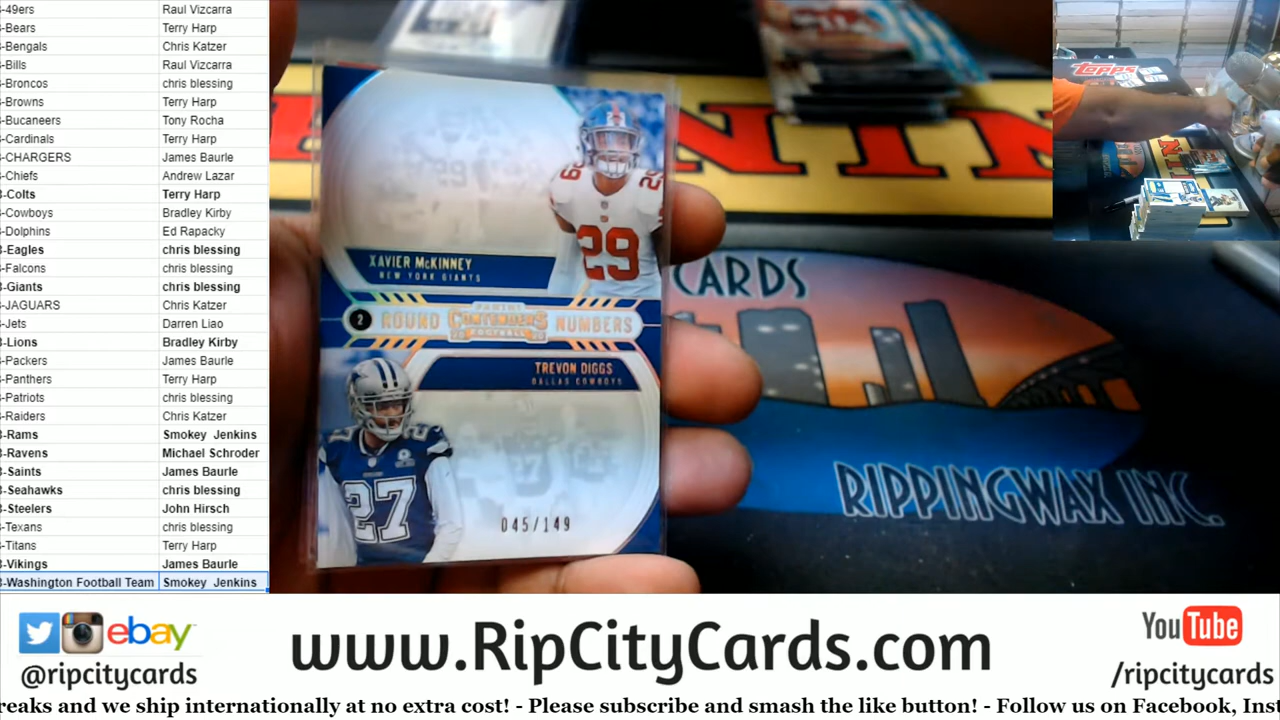 -49ers Raul Vizcarra
-Bears Terry Harp
-Bengals Chris Katzer
-Bills Raul Vizcarra
-Broncos chris blessing
-Browns Terry Harp
-Bucaneers Tony Rocha
-Cardinals Terry Harp
-CHARGERS James Baurle
-Chiefs Andrew Lazar
-Colts Terry Harp
-Cowboys Bradley Kirby
-Dolphins Ed Rapacky
-Eagles chris blessing
-Falcons chris blessing
-Giants chris blessing
-JAGUARS Chris Katzer
-Jets Darren Liao
-Lions Bradley Kirby
-Packers James Baurle
-Panthers Terry Harp
-Patriots chris blessing
-Raiders Chris Katzer
-Rams Smokey Jenkins
-Ravens Michael Schroder
-Saints James Baurle
-Seahawks chris blessing
-Steelers John Hirsch
-Texans chris blessing
-Titans Terry Harp
-Vikings James Baurle
-Washington Football Team Smokey Jenkins
29 29
29
XAVIER McKINNEY
NEW YORK GIANTS
2 ROUND PANINI CONTENDERS FOOTBALL NUMBERS
TREVON DIGGS
DALLAS COWBOYS
27
27
045/149
NIN
CARDS
RIPPINGWAX INC.
Topps
ebay
@ripcitycards
www.RipCityCards.com
YouTube
/ripcitycards
reaks and we ship internationally at no extra cost! - Please subscribe and smash the like button! - Follow us on Facebook, Inst